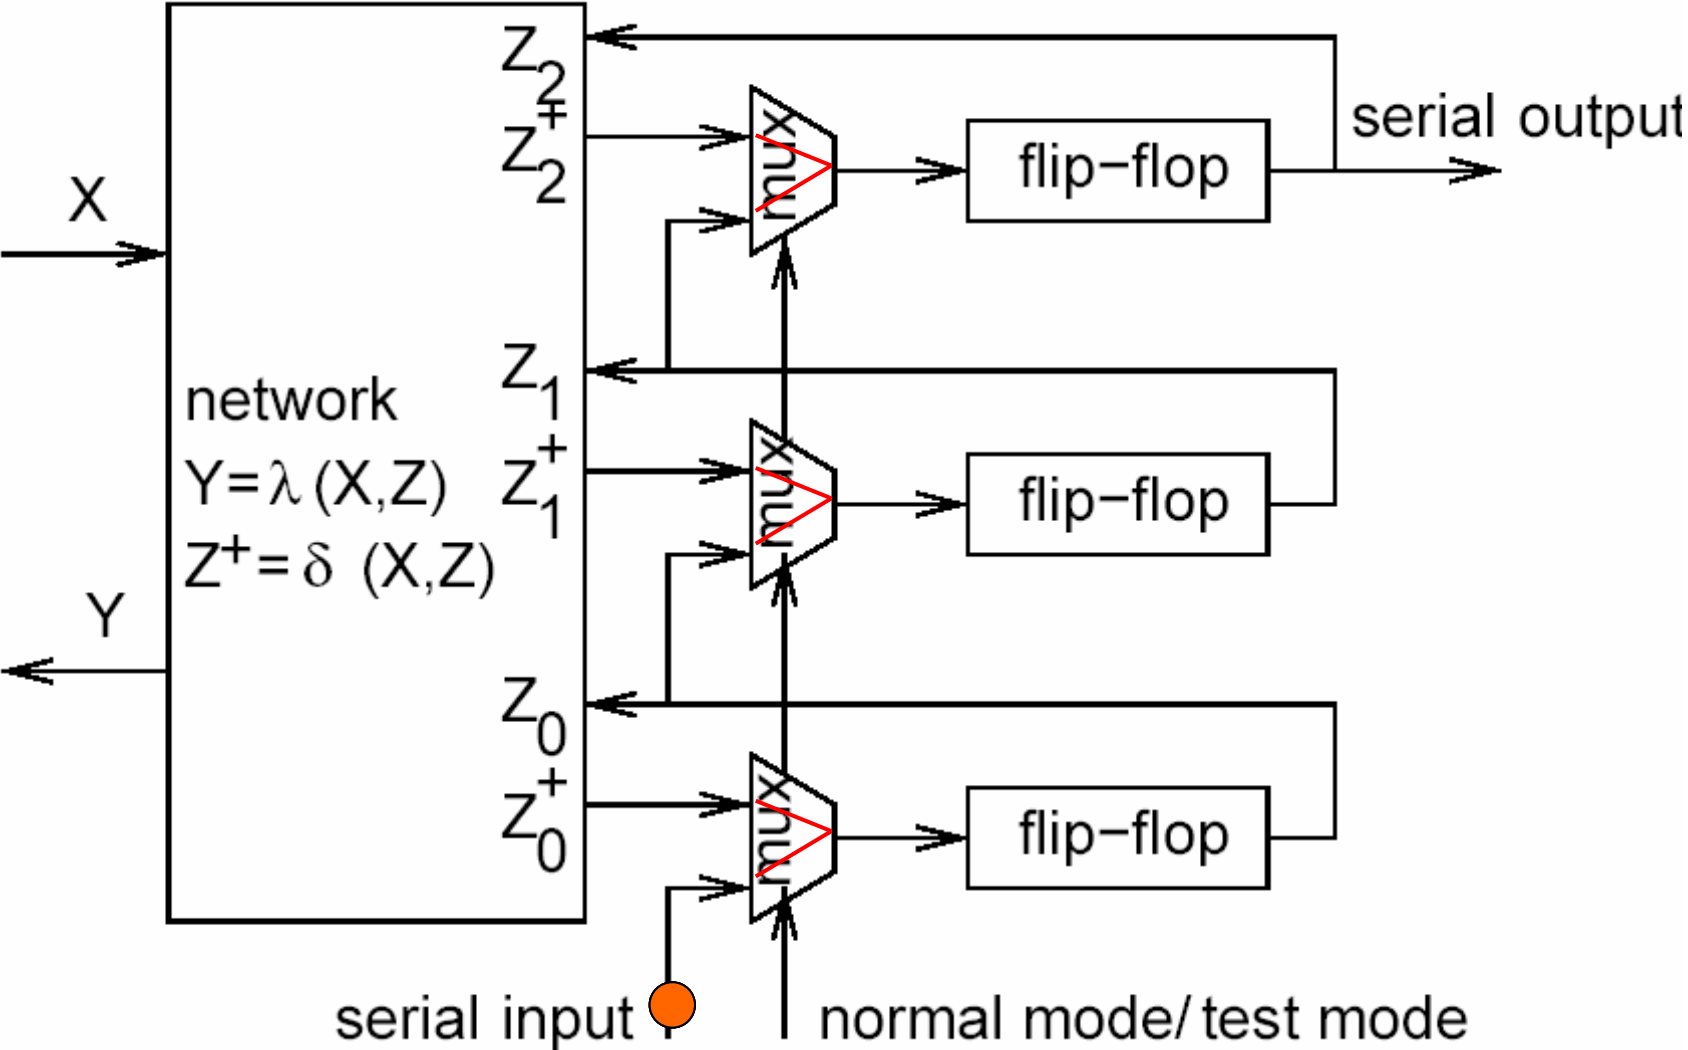 Z2
Z2+
mux
flip−flop
serial output
X
network
Y=λ(X,Z)
Z+=δ (X,Z)
Z1
Z1+
mux
flip−flop
Y
Z0
Z0+
mux
flip−flop
serial input
normal mode/ test mode